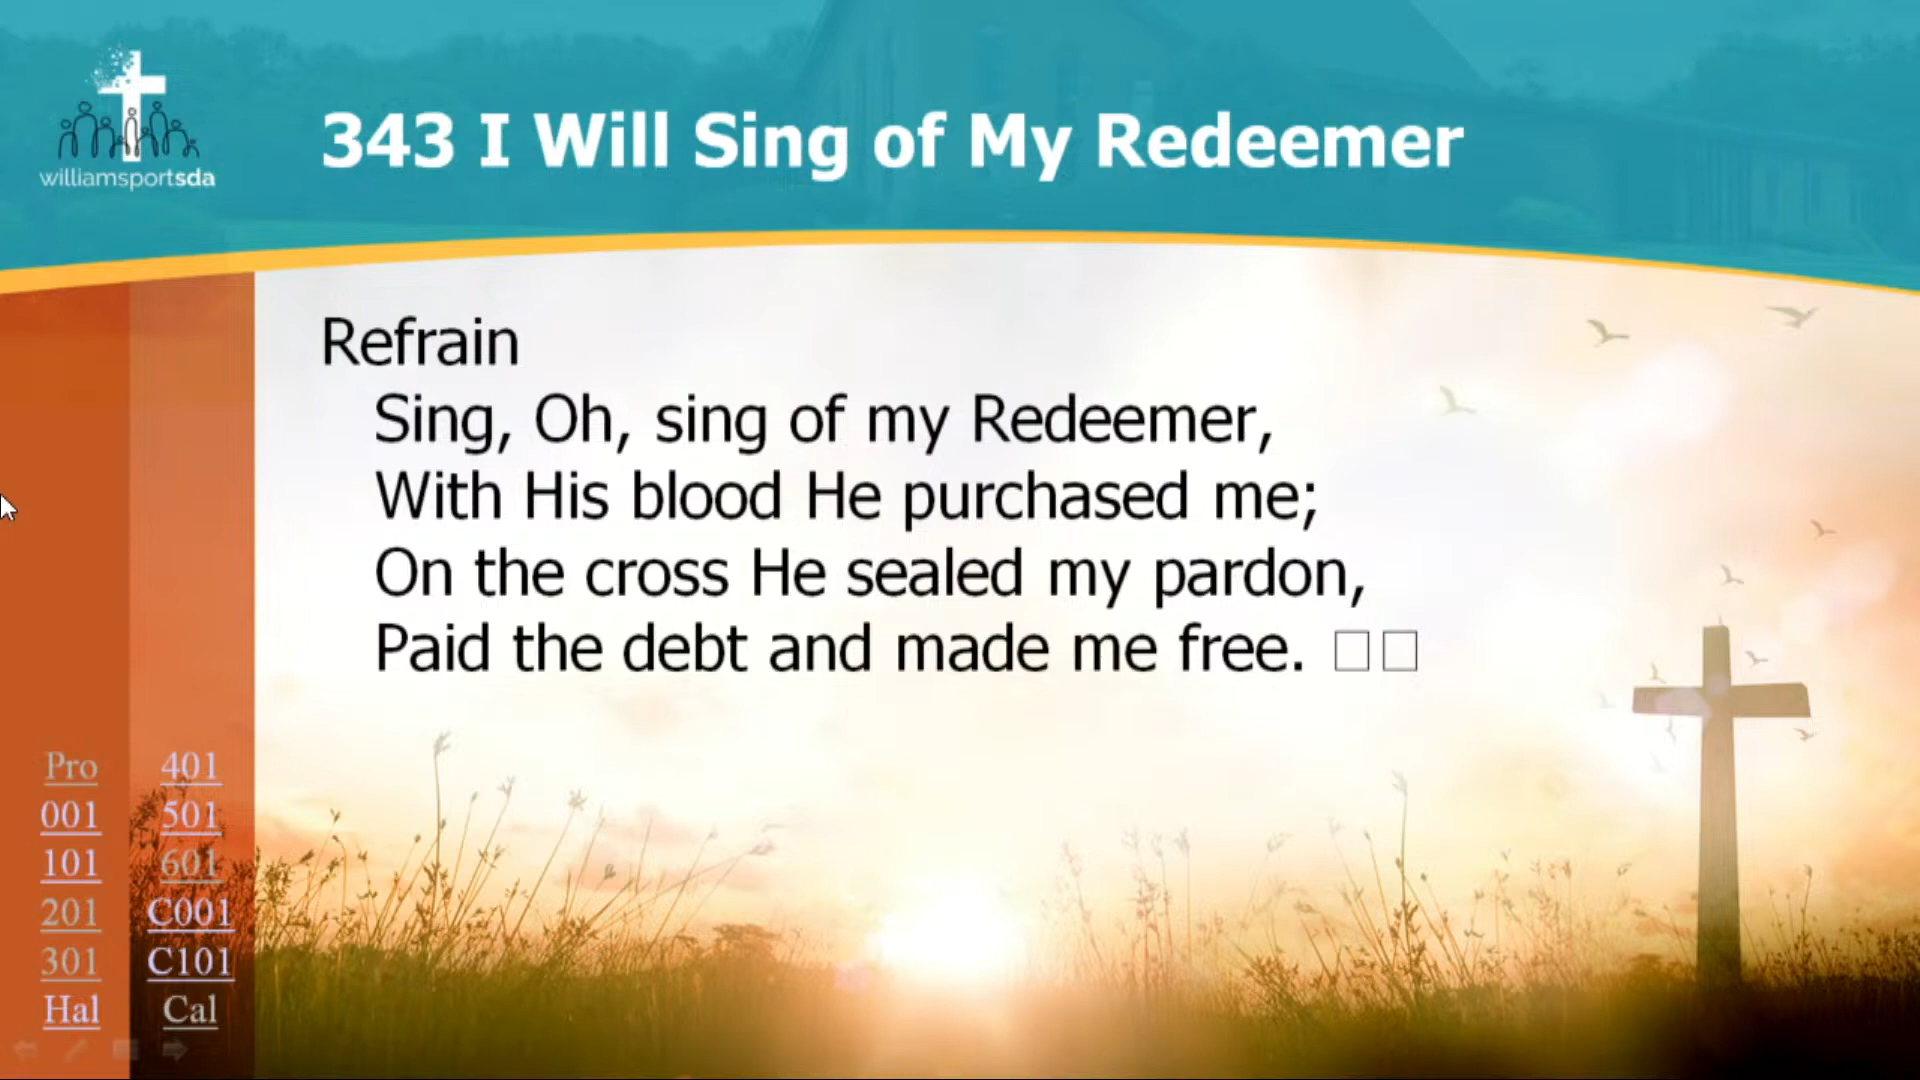 williamsportsda
343 I Will Sing of My Redeemer
Refrain
Sing, Oh, sing of my Redeemer,
With His blood He purchased me;
On the cross He sealed my pardon,
Paid the debt and made me free. □□
Pro 401
001 501
101 601
201 C001
301 C101
Hal Cal